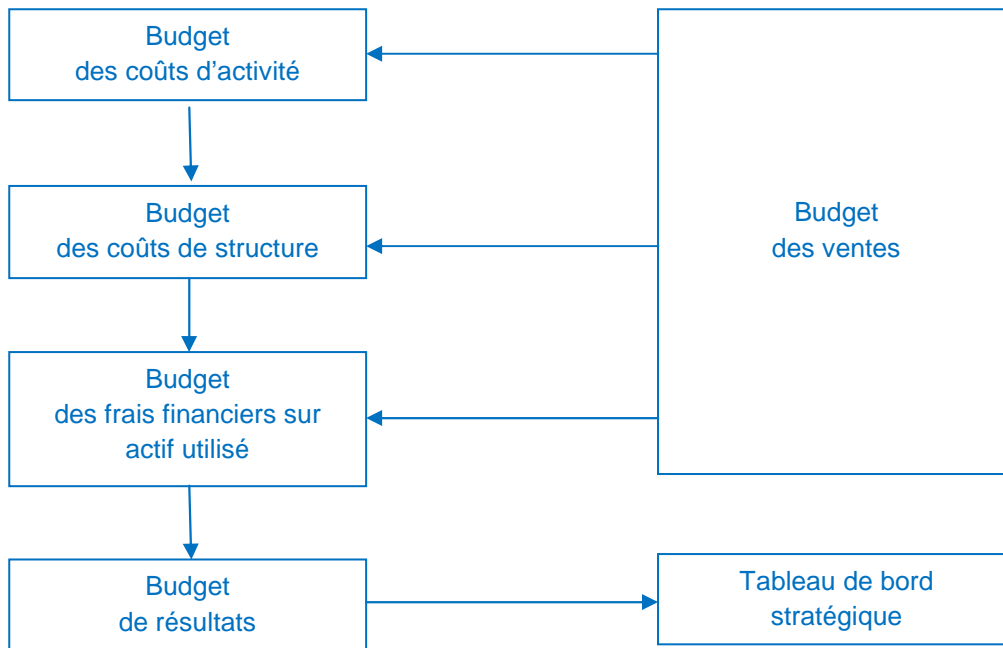 Budget
des coûts d’activité
Budget
des coûts de structure
Budget
des ventes
Budget
des frais financiers sur
actif utilisé
Budget
de résultats
Tableau de bord
stratégique